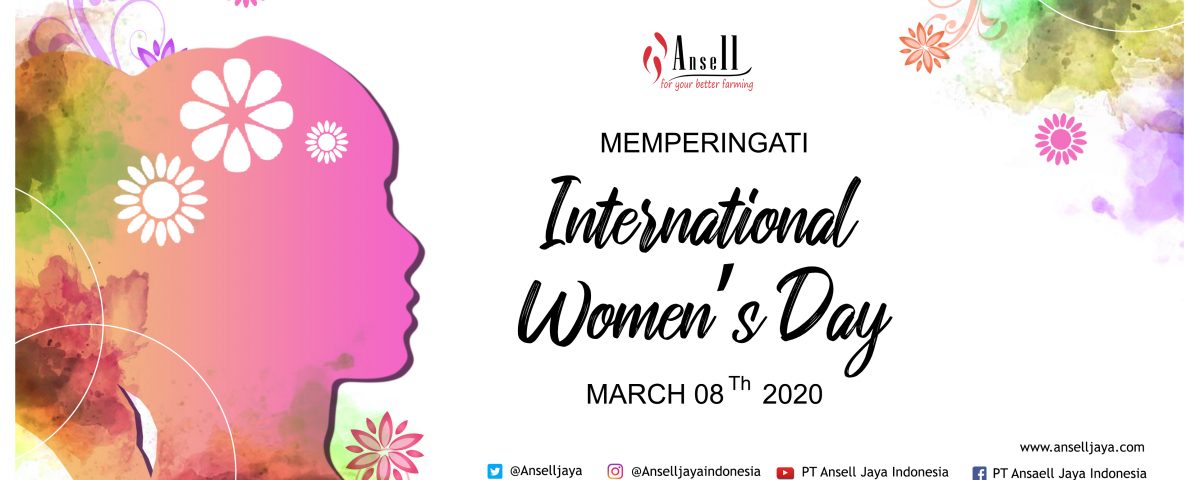 Ansell
for your better farming
MEMPERINGATI
International
Women's Day
MARCH 08 Th 2020
www.anselljaya.com
@Anselljaya @Anselljayaindonesia PT Ansell Jaya Indonesia PT Ansaell Jaya Indonesia